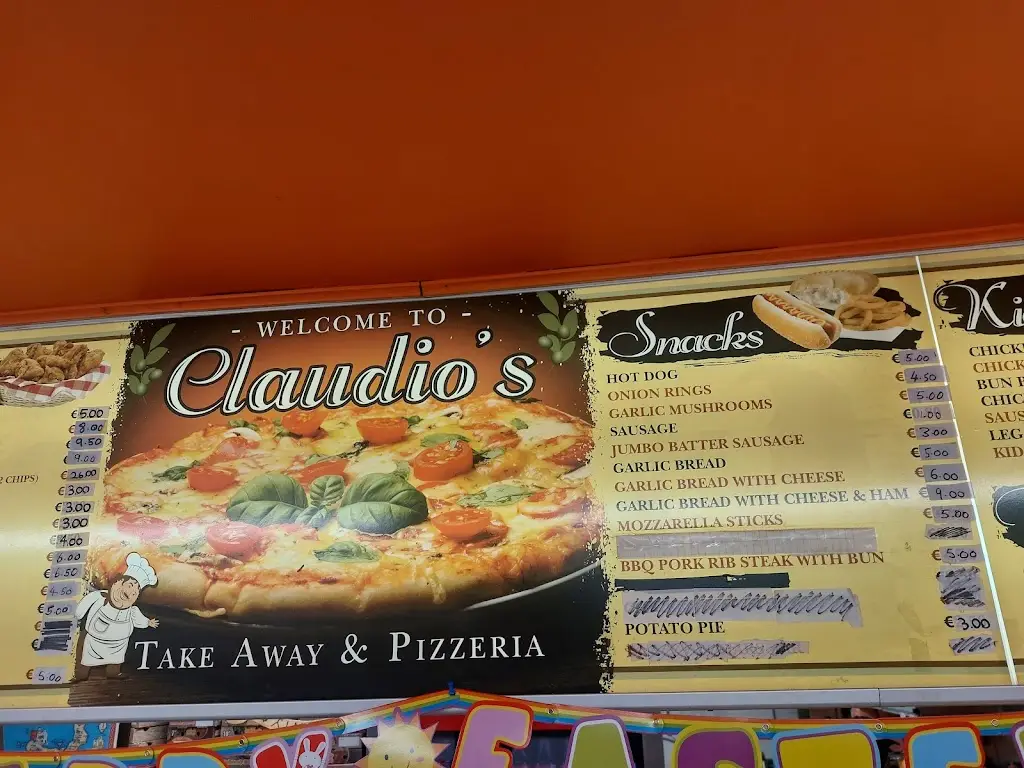 €5.00
€8.00
€9.50
€9.00
CHIPS) €26.00
€3.00
€3.00
€3.00
€4.00
€6.00
€6.50
€4.50
€5.00
€
€
€5.00
- WELCOME TO -
Claudio's
TAKE AWAY & PIZZERIA
Snacks
HOT DOG €5.00
ONION RINGS €4.50
GARLIC MUSHROOMS €5.00
SAUSAGE €
JUMBO BATTER SAUSAGE €3.00
GARLIC BREAD €5.00
GARLIC BREAD WITH CHEESE €6.00
GARLIC BREAD WITH CHEESE & HAM €9.00
MOZZARELLA STICKS €5.00
BBQ PORK RIB STEAK WITH BUN €5.00
POTATO PIE €3.00
Ki
CHICK
CHICK
BUN B
CHIC
SAUS
LEG
KID
PY EASTE